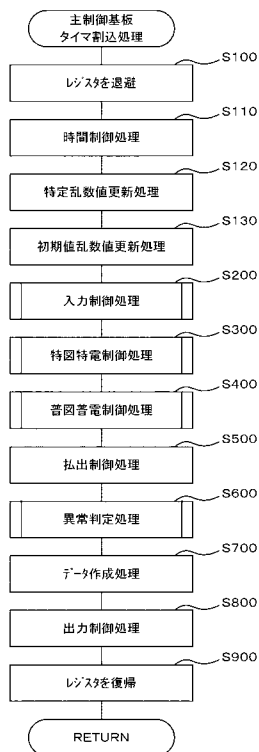 主制御基板
タイマ割込処理
S100
レジスタを退避
S110
時間制御処理
S120
特定乱数値更新処理
S130
初期値乱数値更新処理
S200
入力制御処理
S300
特図特電制御処理
S400
普図普電制御処理
S500
払出制御処理
S600
異常判定処理
S700
データ作成処理
S800
出力制御処理
S900
レジスタを復帰
RETURN